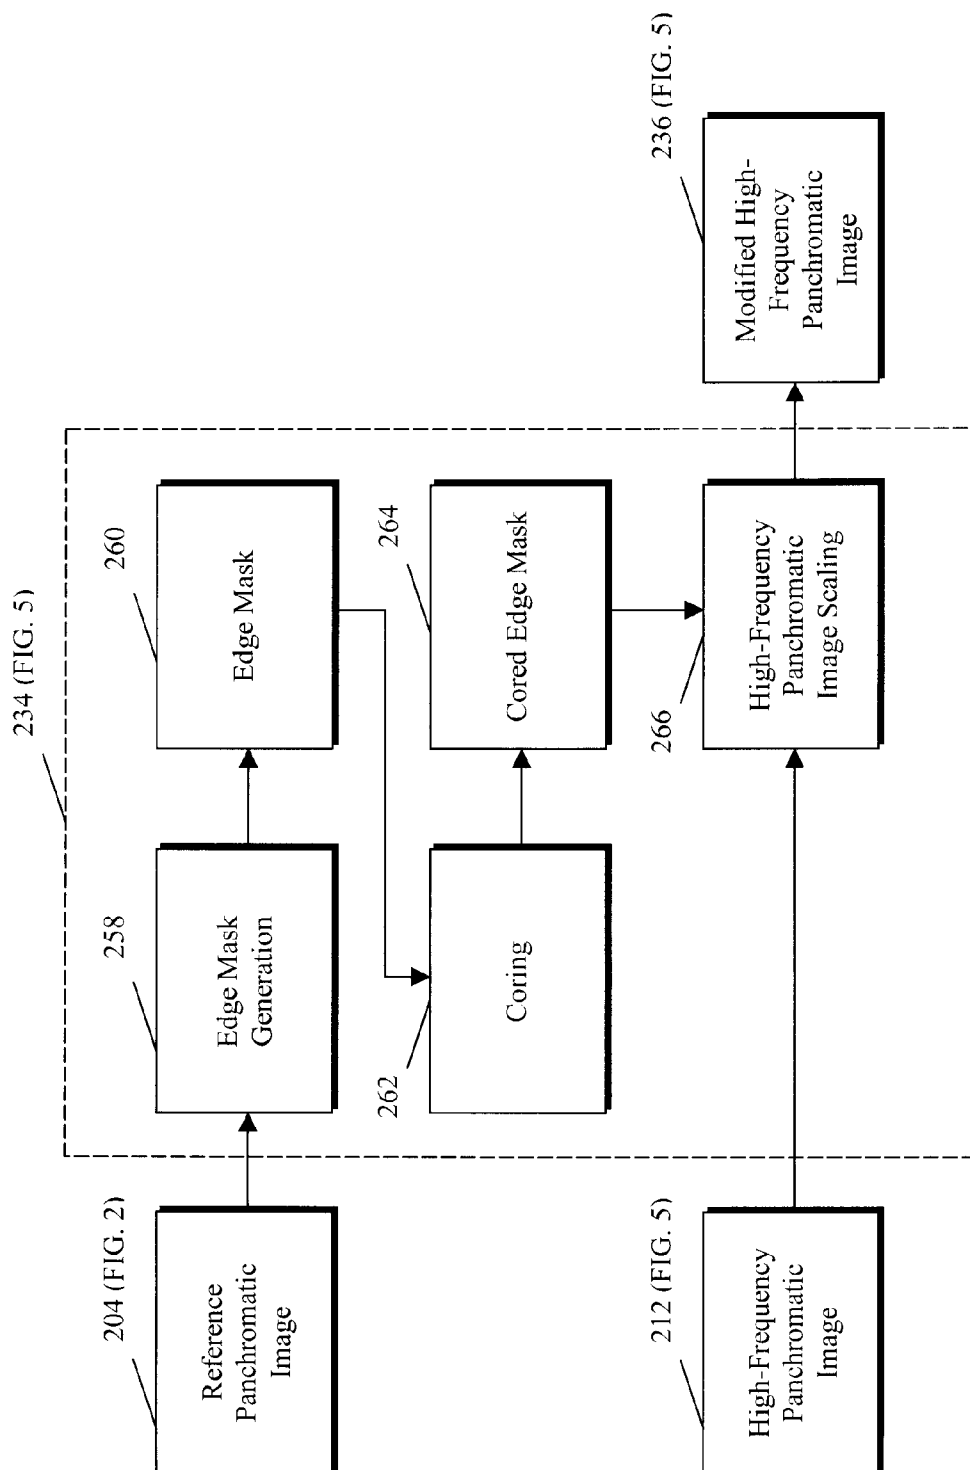 234 (FIG. 5)
204 (FIG. 2)
Reference
Panchromatic
Image
258
Edge Mask
Generation
260
Edge Mask
262
Coring
264
Cored Edge Mask
212 (FIG. 5)
High-Frequency
Panchromatic
Image
266
High-Frequency
Panchromatic
Image Scaling
236 (FIG. 5)
Modified High-
Frequency
Panchromatic
Image